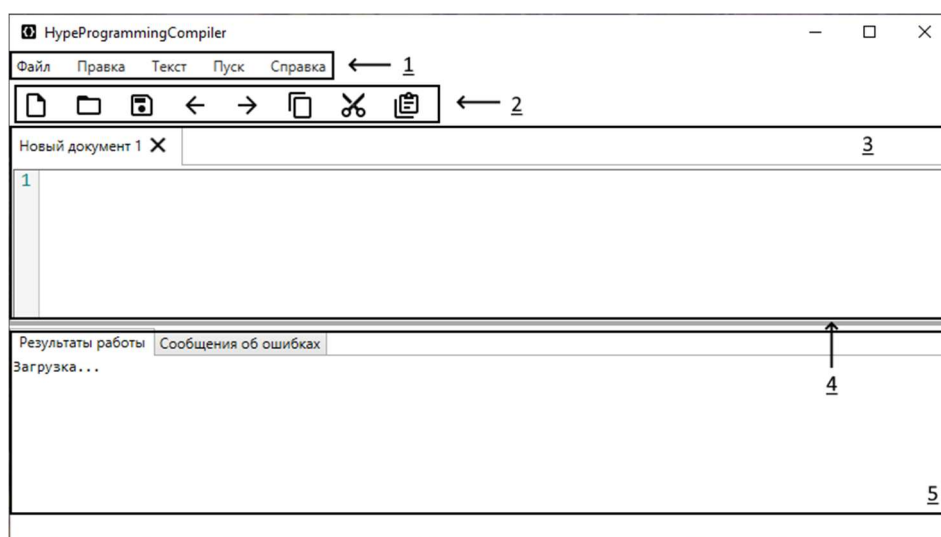 HypeProgrammingCompiler
Файл Правка Текст Пуск Справка 1
2
Новый документ 1 3
1
Результаты работы Сообщения об ошибках
Загрузка...
4
5